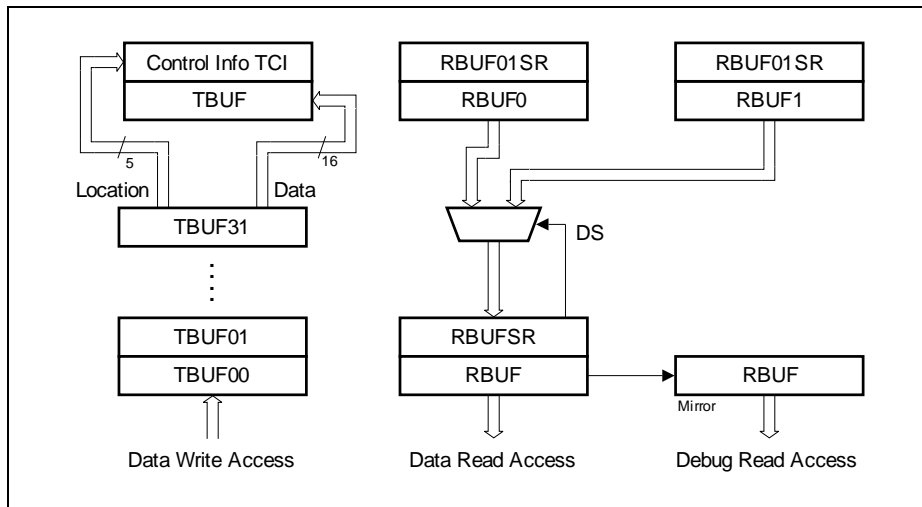 Control Info TCI
TBUF
5
16
Location
Data
TBUF31
TBUF01
TBUF00
Data Write Access
RBUF01SR
RBUF0
RBUF01SR
RBUF1
DS
RBUFSR
RBUF
RBUF
Mirror
Data Read Access
Debug Read Access